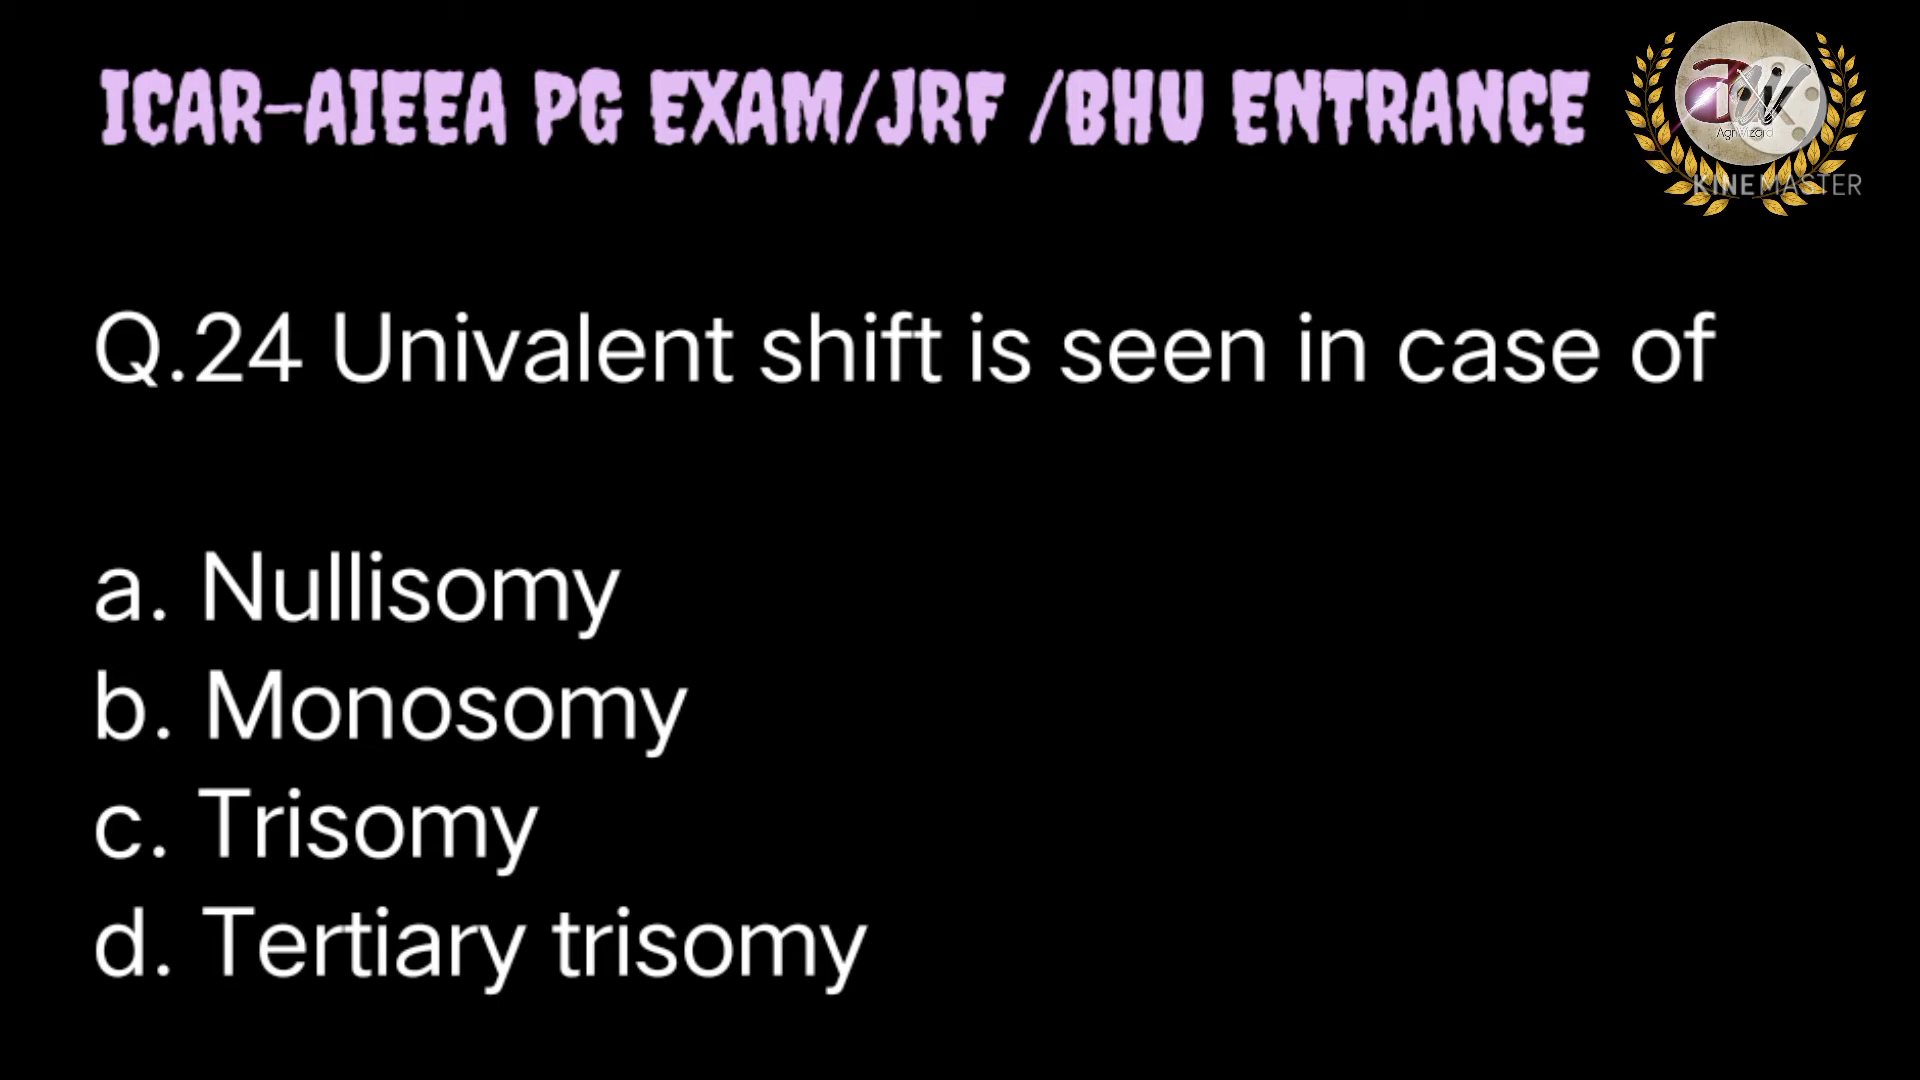 ICAR-AIEEA PG EXAM/JRF /BHU ENTRANCE
AgriWizard
KINEMASTER
Q.24 Univalent shift is seen in case of
a. Nullisomy
b. Monosomy
c. Trisomy
d. Tertiary trisomy